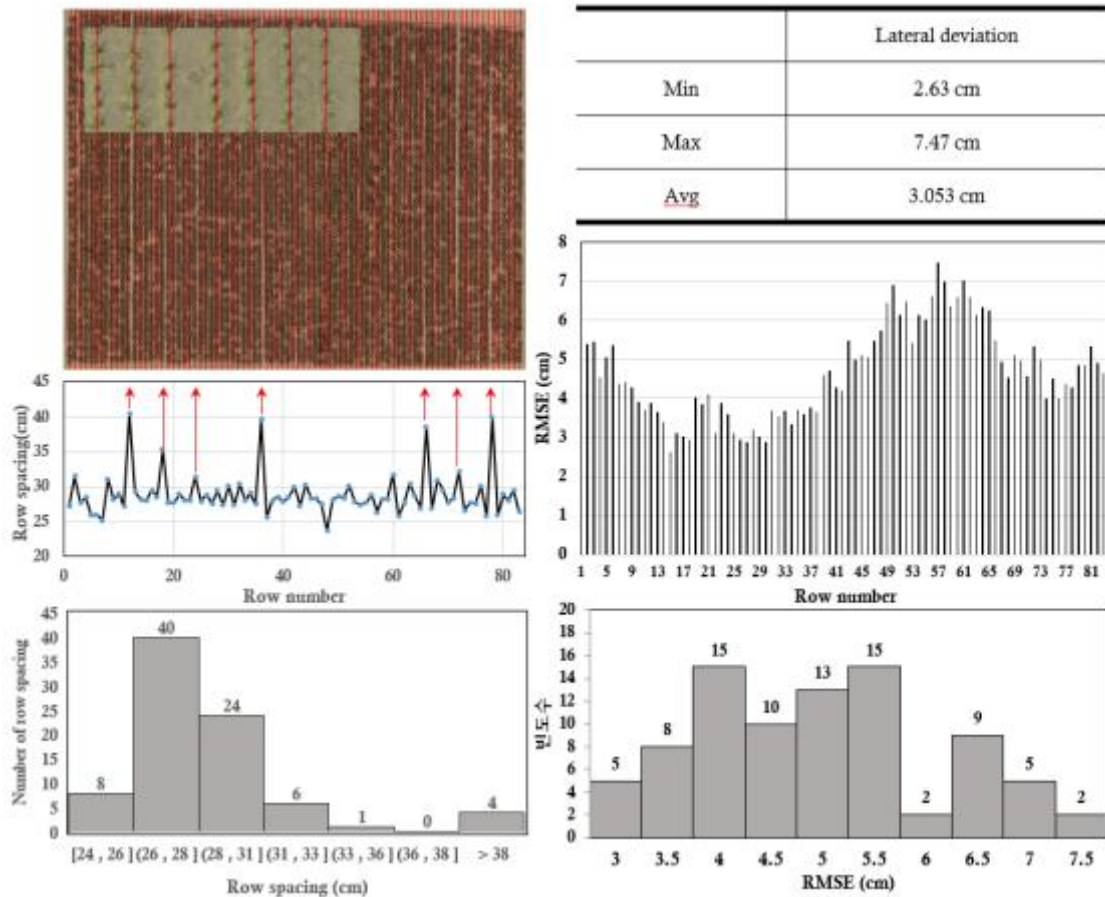 Lateral deviation
Min 2.63 cm
Max 7.47 cm
Avg 3.053 cm
45
40
35
30
25
20
Row spacing(cm)
0 20 40 60 80
Row number
8
7
6
5
4
3
2
1
0
RMSE (cm)
1 5 9 13 17 21 25 29 33 37 41 45 49 53 57 61 65 69 73 77 81
Row number
45
40
35
30
25
20
15
10
5
0
Number of row spacing
8 40 24 6 1 0 4
[24 , 26] (26 , 28] (28 , 31] (31 , 33] (33 , 36] (36 , 38] > 38
Row spacing (cm)
20
18
16
14
12
10
8
6
4
2
0
빈도수
5 8 15 10 13 15 2 9 5 2
3 3.5 4 4.5 5 5.5 6 6.5 7 7.5
RMSE (cm)